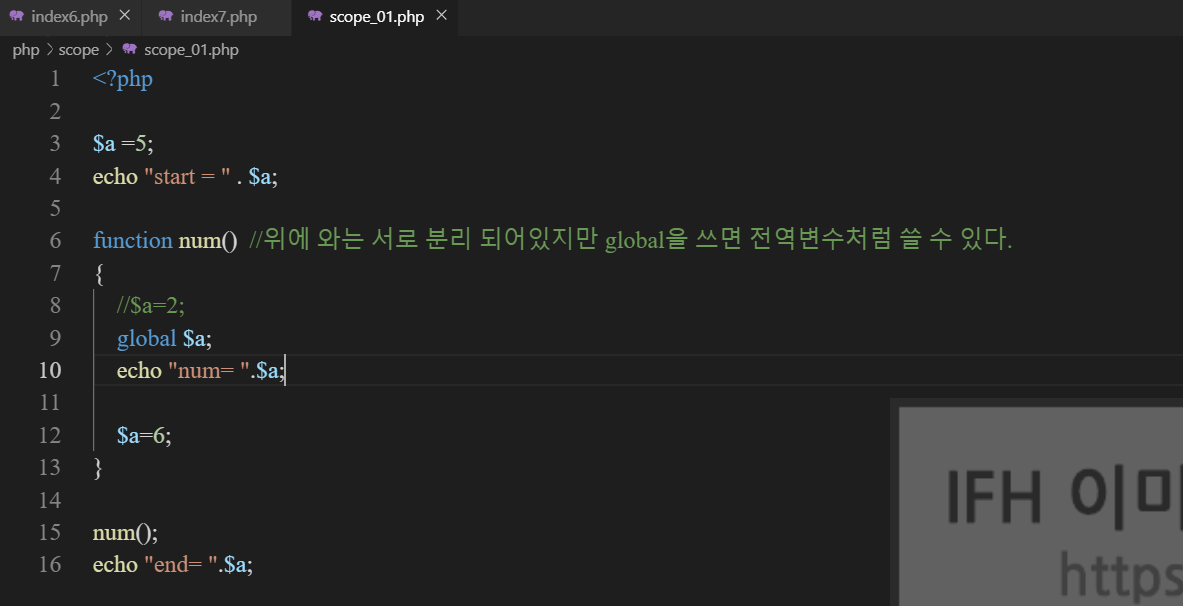 index6.php index7.php scope_01.php
php > scope > scope_01.php
1 <?php
2
3 $a =5;
4 echo "start = " . $a;
5
6 function num() //위에 와는 서로 분리 되어있지만 global을 쓰면 전역변수처럼 쓸 수 있다.
7 {
8 //$a=2;
9 global $a;
10 echo "num= ".$a;
11
12 $a=6;
13 }
14
15 num();
16 echo "end= ".$a;
IFH
https